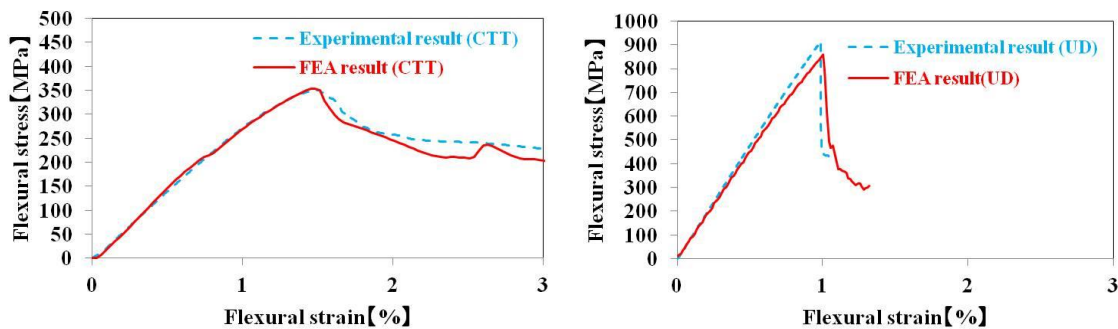 500
450
400
350
300
250
200
150
100
50
0
Flexural stress【MPa】
Experimental result (CTT)
FEA result (CTT)
0 1 2 3
Flexural strain【%】
1000
900
800
700
600
500
400
300
200
100
0
Flexural stress【MPa】
Experimental result (UD)
FEA result(UD)
0 1 2 3
Flexural strain【%】